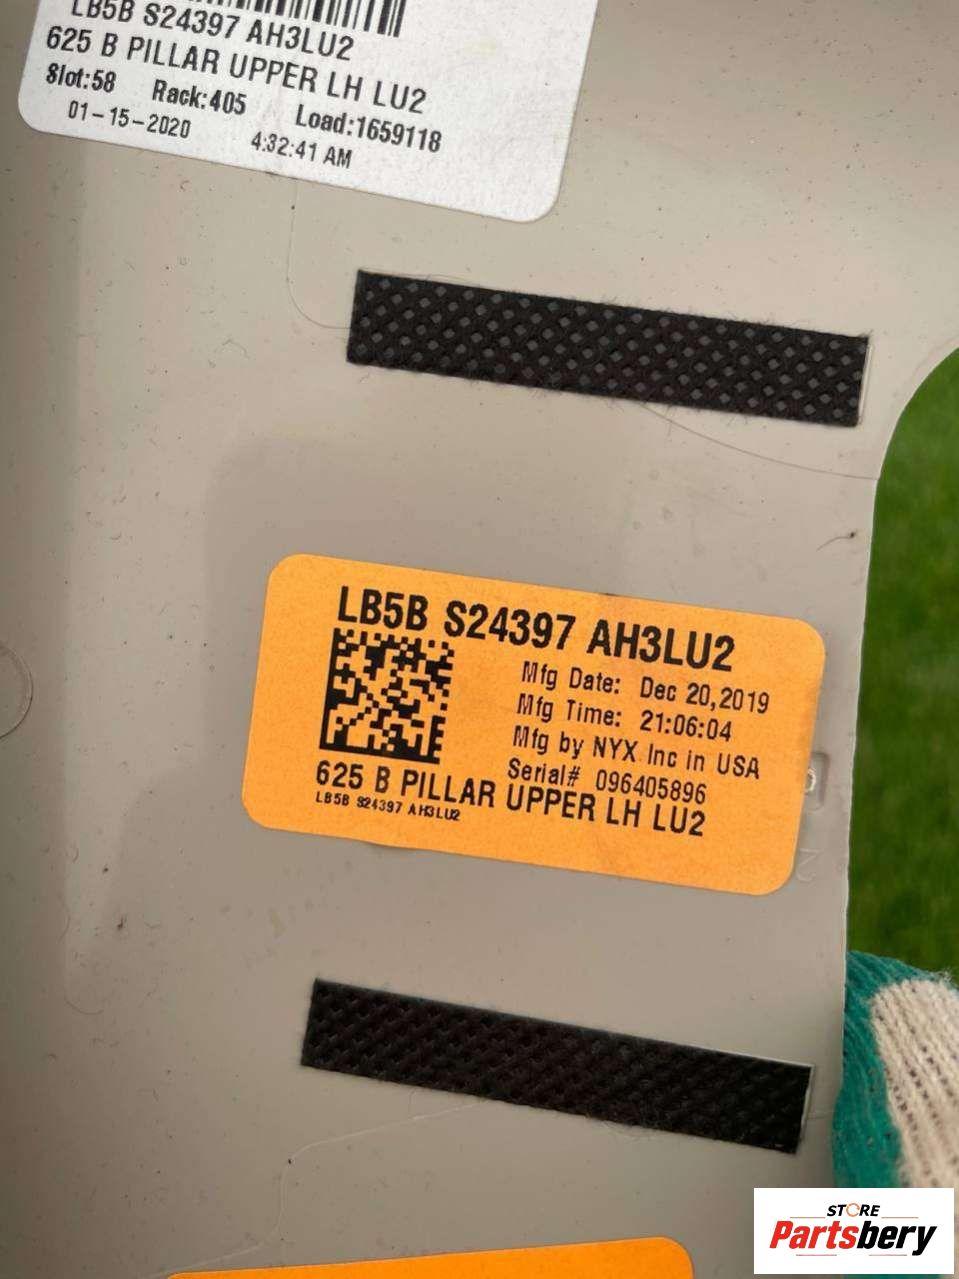 LB5B S24397 AH3LU2
625 B PILLAR UPPER LH LU2
Slot:58 Rack:405 Load:1659118
01-15-2020 4:32:41 AM
LB5B S24397 AH3LU2
Mfg Date: Dec 20,2019
Mfg Time: 21:06:04
Mfg by NYX Inc in USA
Serial# 096405896
625 B PILLAR UPPER LH LU2
LB5B S24397 AH3LU2
STORE
Partsbery